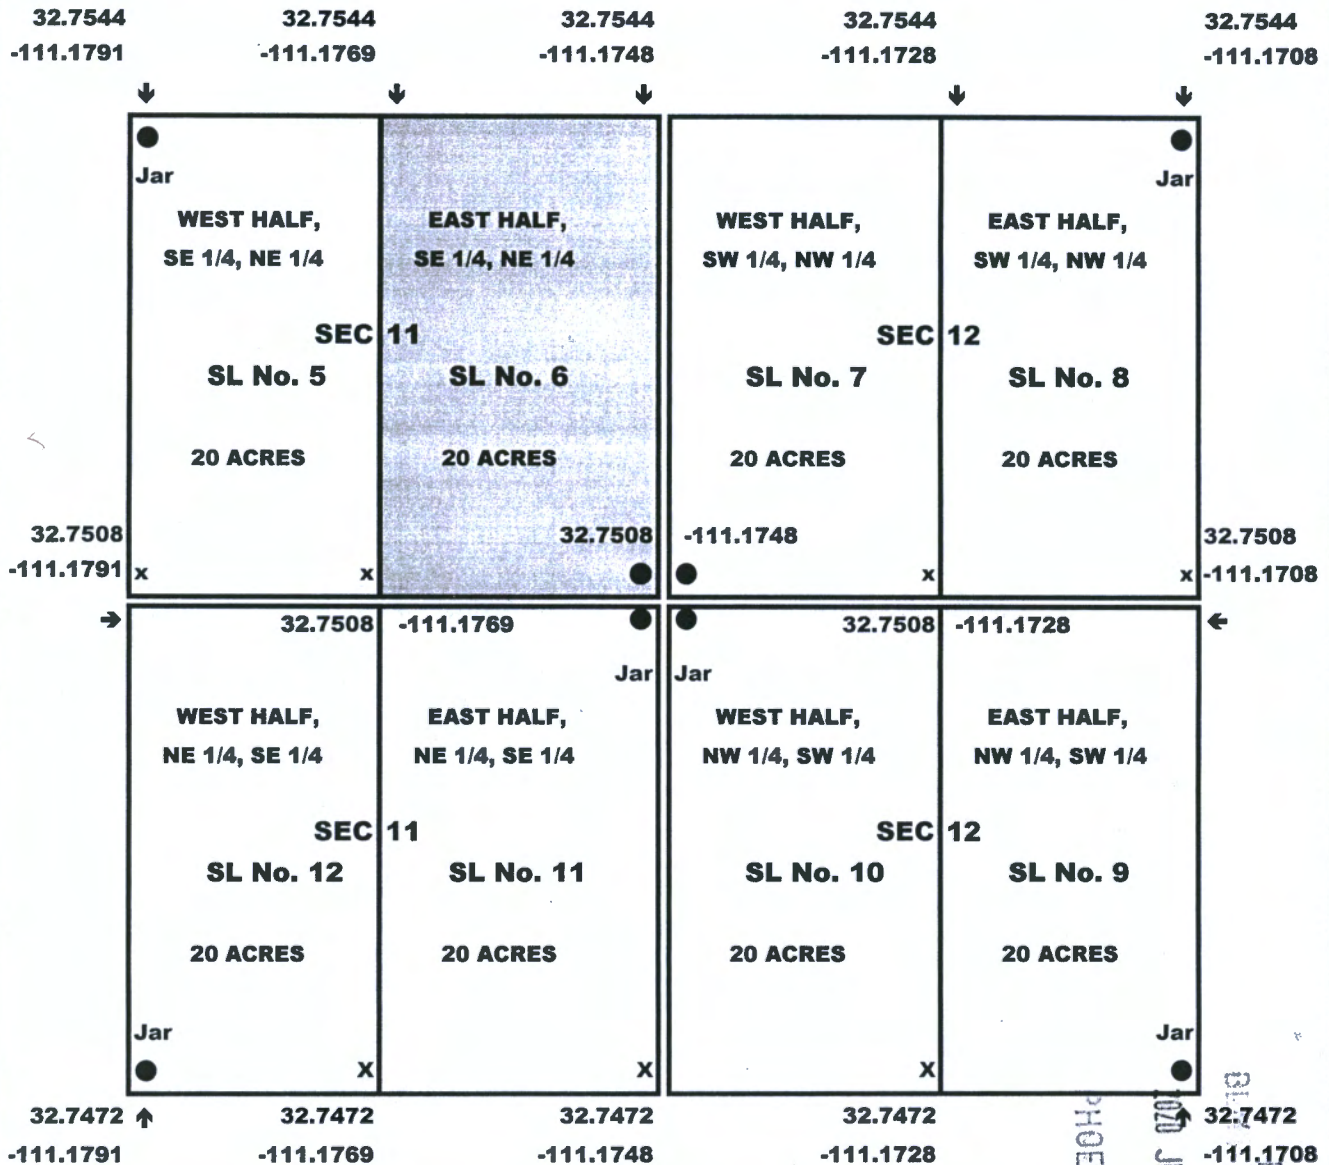 32.7544 32.7544 32.7544 32.7544 32.7544
-111.1791 -111.1769 -111.1748 -111.1728 -111.1708
Jar Jar
WEST HALF, EAST HALF, WEST HALF, EAST HALF,
SE 1/4, NE 1/4 SE 1/4, NE 1/4 SW 1/4, NW 1/4 SW 1/4, NW 1/4
SEC 11 SEC 12
SL No. 5 SL No. 6 SL No. 7 SL No. 8
20 ACRES 20 ACRES 20 ACRES 20 ACRES
32.7508 32.7508 -111.1748 32.7508
-111.1791 x x x x -111.1708
32.7508 -111.1769 32.7508 -111.1728
Jar Jar
WEST HALF, EAST HALF, WEST HALF, EAST HALF,
NE 1/4, SE 1/4 NE 1/4, SE 1/4 NW 1/4, SW 1/4 NW 1/4, SW 1/4
SEC 11 SEC 12
SL No. 12 SL No. 11 SL No. 10 SL No. 9
20 ACRES 20 ACRES 20 ACRES 20 ACRES
Jar Jar
X X X
32.7472 32.7472 32.7472 32.7472 32.7472
-111.1791 -111.1769 -111.1748 -111.1728 -111.1708